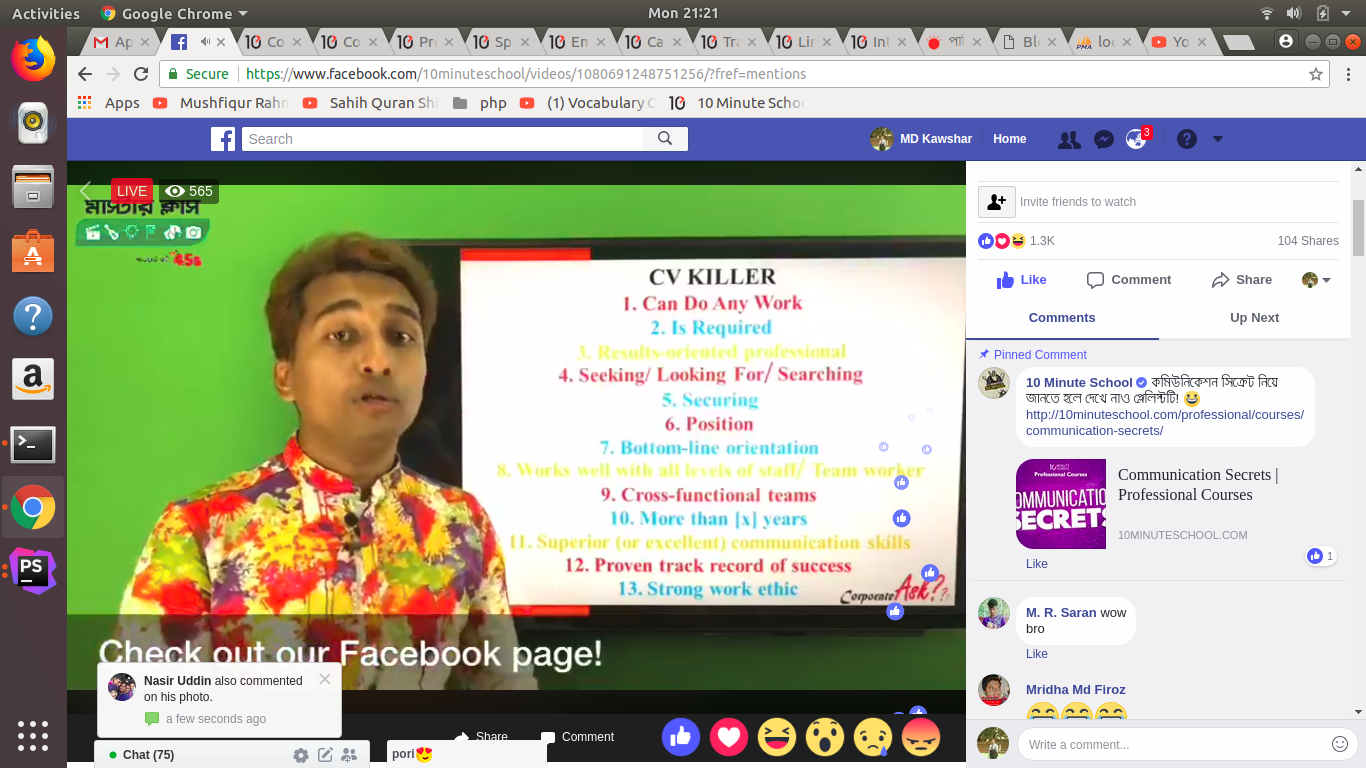 Activities
Google Chrome
Mon 21:21
Ap
Co
Co
Pr
Sp
En
Ca
Tra
Lir
Int
পা
Ble
loc
Yo
Secure
https://www.facebook.com/10minuteschool/videos/1080691248751256/?fref=mentions
Apps
Mushfiqur Rahm
Sahih Quran Shi
php
(1) Vocabulary C
10 Minute Schoo
Search
MD Kawshar
Home
3
LIVE
565
মাস্টার ক্লাস
CV KILLER
1. Can Do Any Work
2. Is Required
3. Results-oriented professional
4. Seeking/ Looking For/ Searching
5. Securing
6. Position
7. Bottom-line orientation
8. Works well with all levels of staff/ Team worker
9. Cross-functional teams
10. More than [x] years
11. Superior (or excellent) communication skills
12. Proven track record of success
13. Strong work ethic
Corporate Ask??
Check out our Facebook page!
Nasir Uddin also commented
on his photo.
a few seconds ago
Share
Comment
Chat (75)
pori
Invite friends to watch
1.3K
104 Shares
Like
Comment
Share
Comments
Up Next
Pinned Comment
10 Minute School কমিউনিকেশন সিক্রেট নিয়ে
জানতে হলে দেখে নাও প্লেলিস্টটি!
http://10minuteschool.com/professional/courses/
communication-secrets/
Professional Courses
COMMUNICATION
SECRETS
Communication Secrets |
Professional Courses
10MINUTESCHOOL.COM
Like
1
M. R. Saran wow
bro
Like
Mridha Md Firoz
Write a comment...